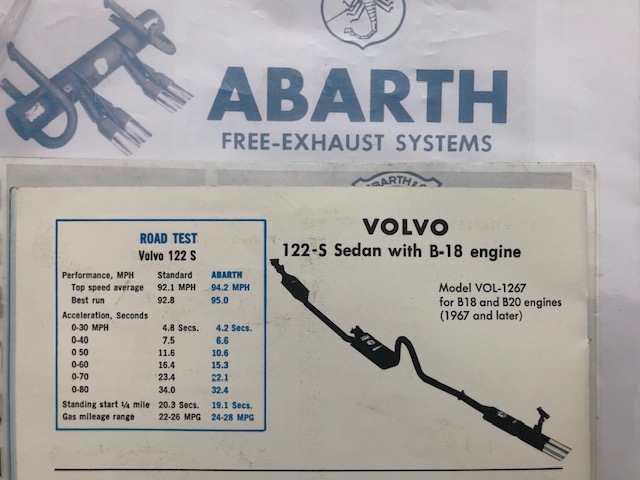 ABARTH
FREE-EXHAUST SYSTEMS
ABARTH & C
ROAD TEST
Volvo 122 S
Performance, MPH Standard ABARTH
Top speed average 92.1 MPH 94.2 MPH
Best run 92.8 95.0
Acceleration, Seconds
0-30 MPH 4.8 Secs. 4.2 Secs.
0-40 7.5 6.6
0 50 11.6 10.6
0-60 16.4 15.3
0-70 23.4 22.1
0-80 34.0 32.4
Standing start ¼ mile 20.3 Secs. 19.1 Secs.
Gas mileage range 22-26 MPG 24-28 MPG
VOLVO
122-S Sedan with B-18 engine
Model VOL-1267
for B18 and B20 engines
(1967 and later)